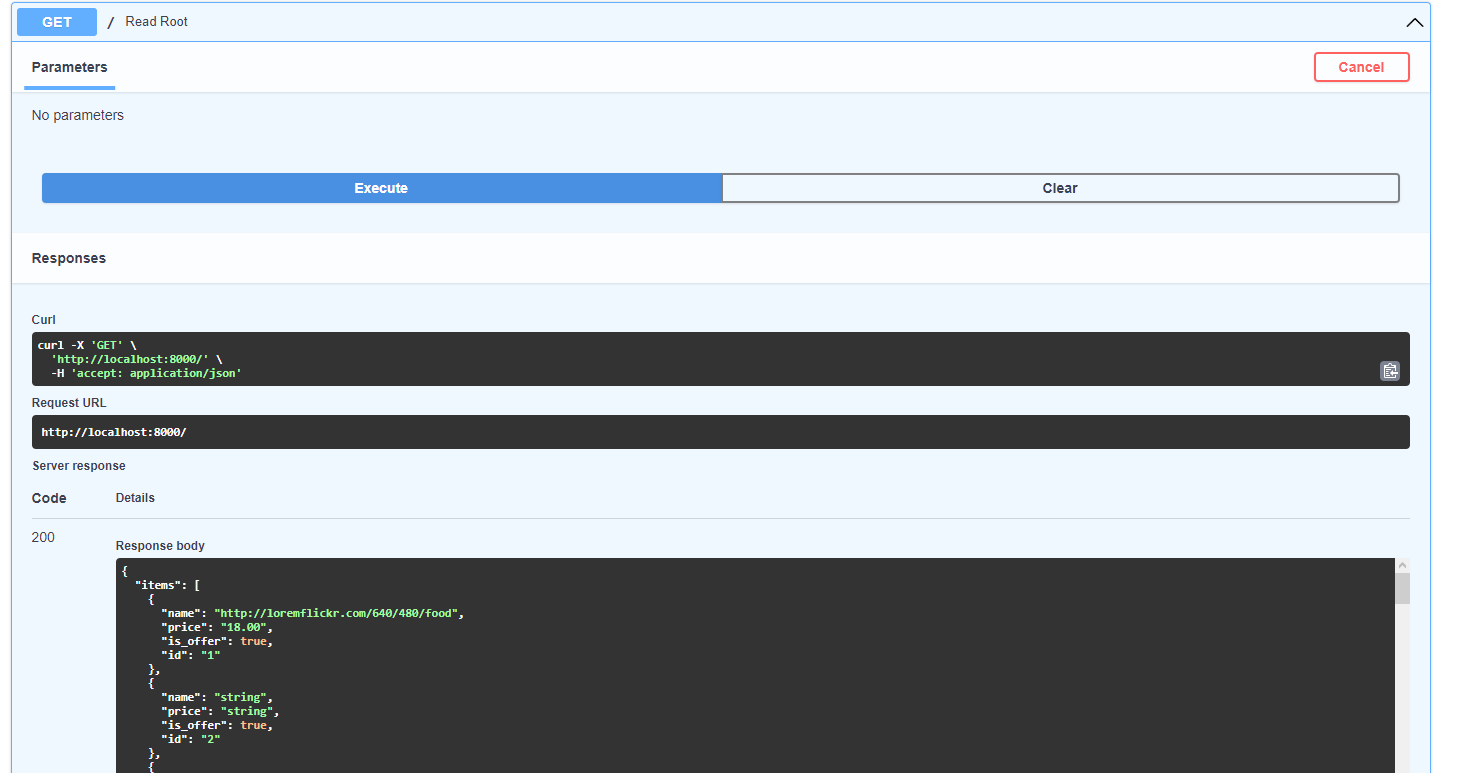 GET / Read Root
Parameters
Cancel
No parameters
Execute
Clear
Responses
Curl
curl -X 'GET' \
  'http://localhost:8000/' \
  -H 'accept: application/json'
Request URL
http://localhost:8000/
Server response
Code Details
200
Response body
{
  "items": [
    {
      "name": "http://loremflickr.com/640/480/food",
      "price": "18.00",
      "is_offer": true,
      "id": "1"
    },
    {
      "name": "string",
      "price": "string",
      "is_offer": true,
      "id": "2"
    },
    {